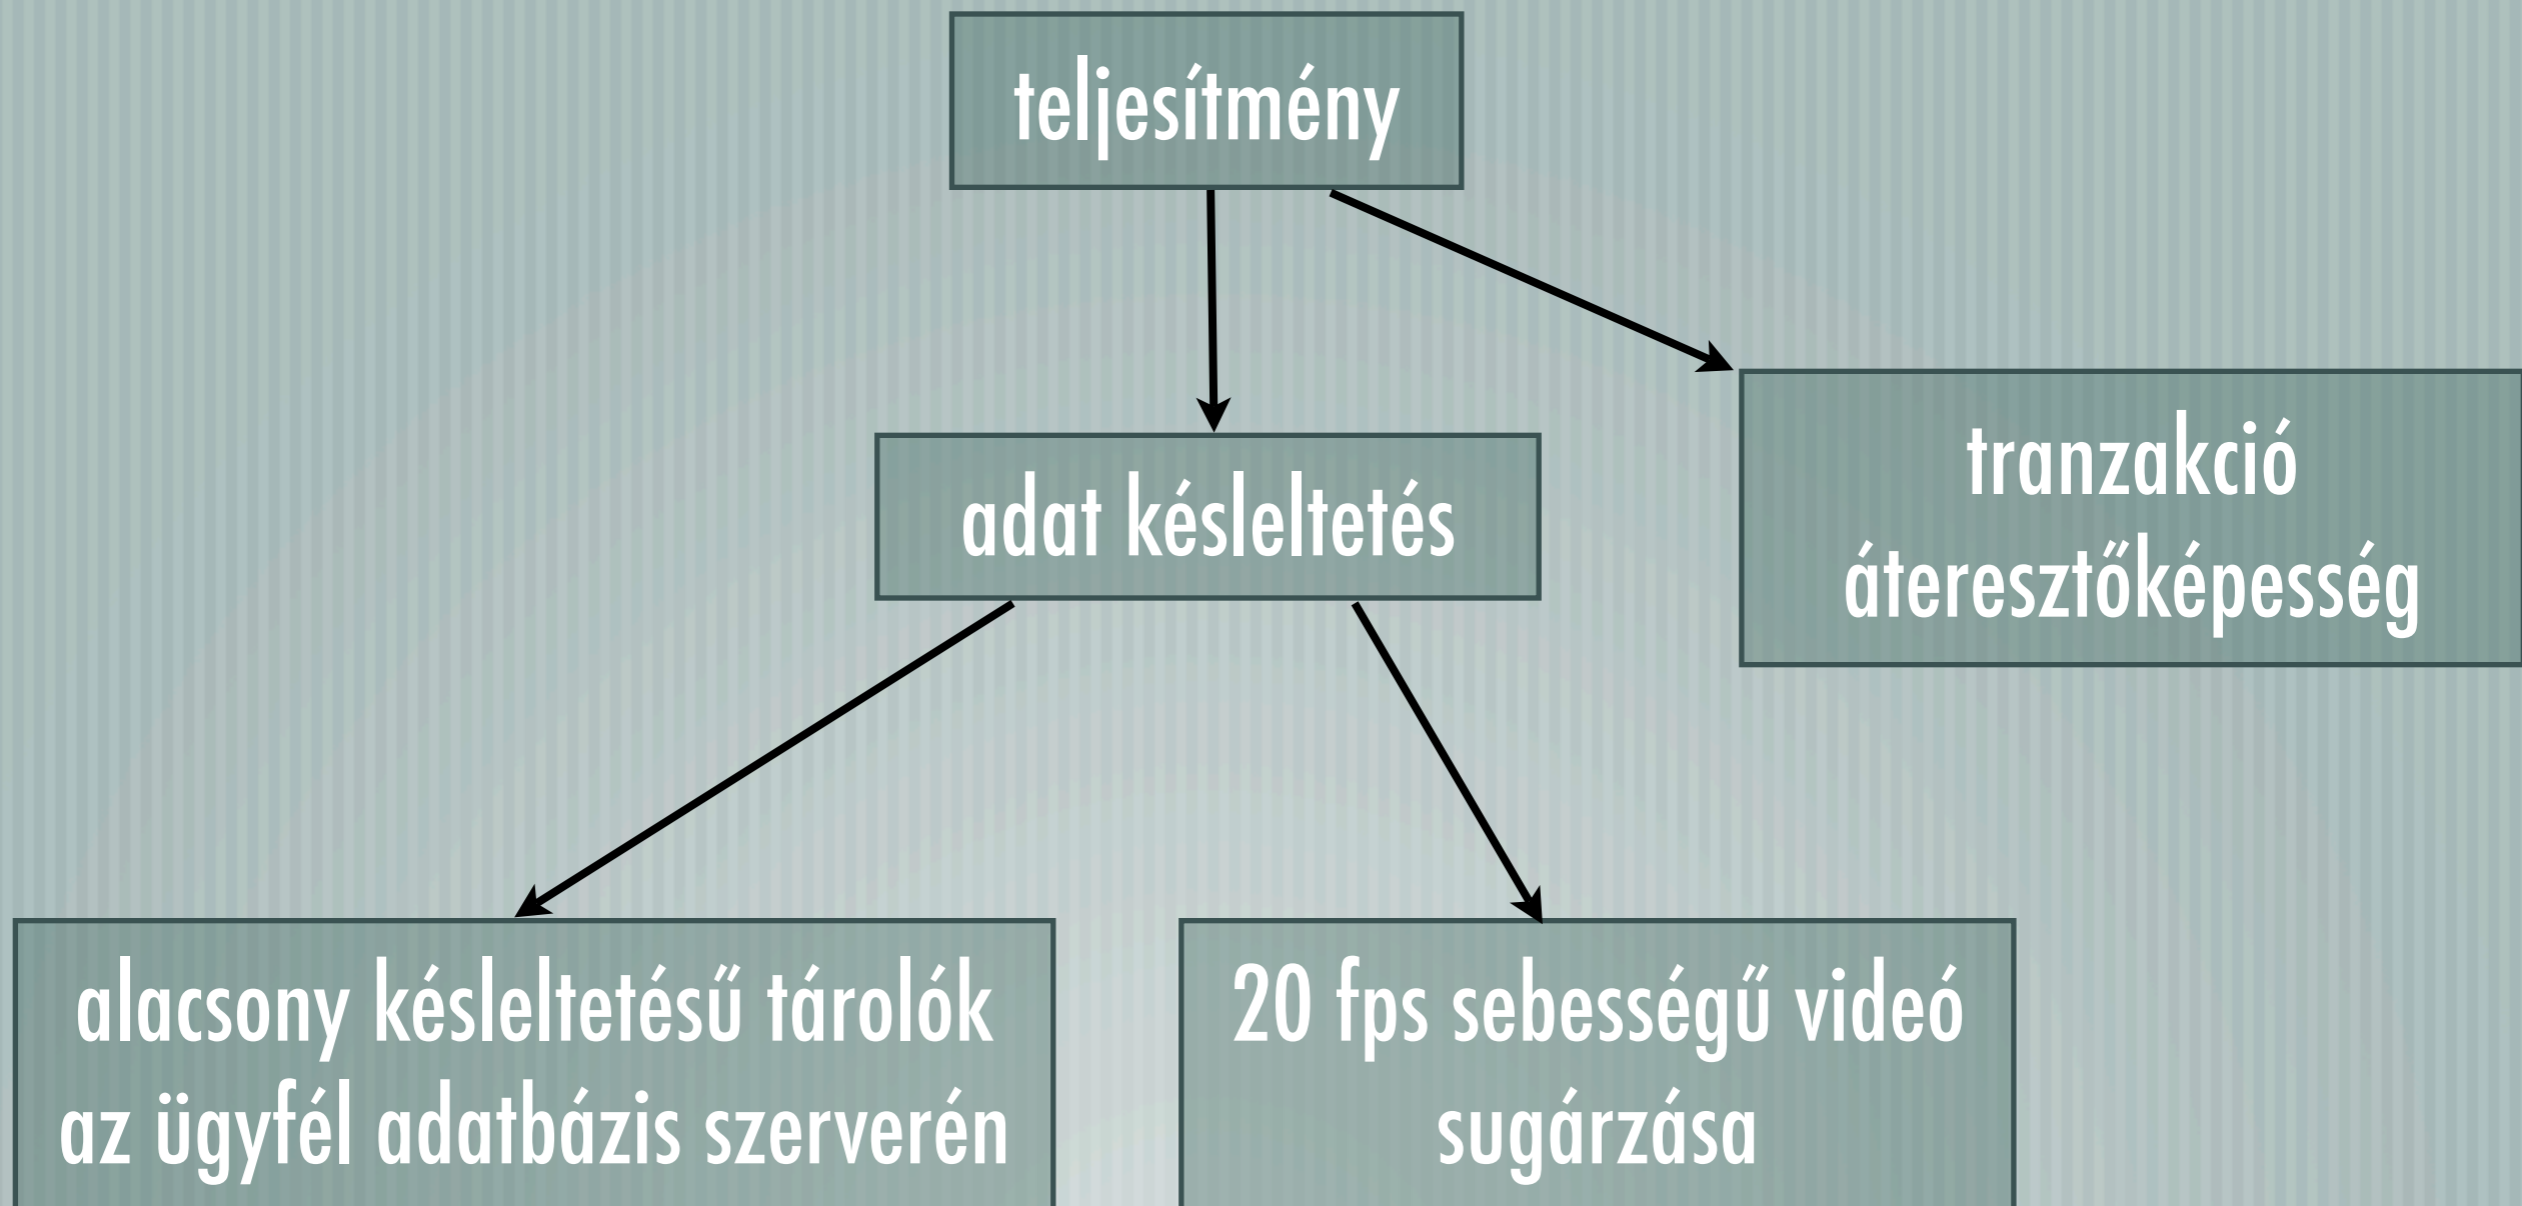 teljesítmény
adat késleltetés
tranzakció
áteresztőképesség
alacsony késleltetésű tárolók
az ügyfél adatbázis szerverén
20 fps sebességű videó
sugárzása